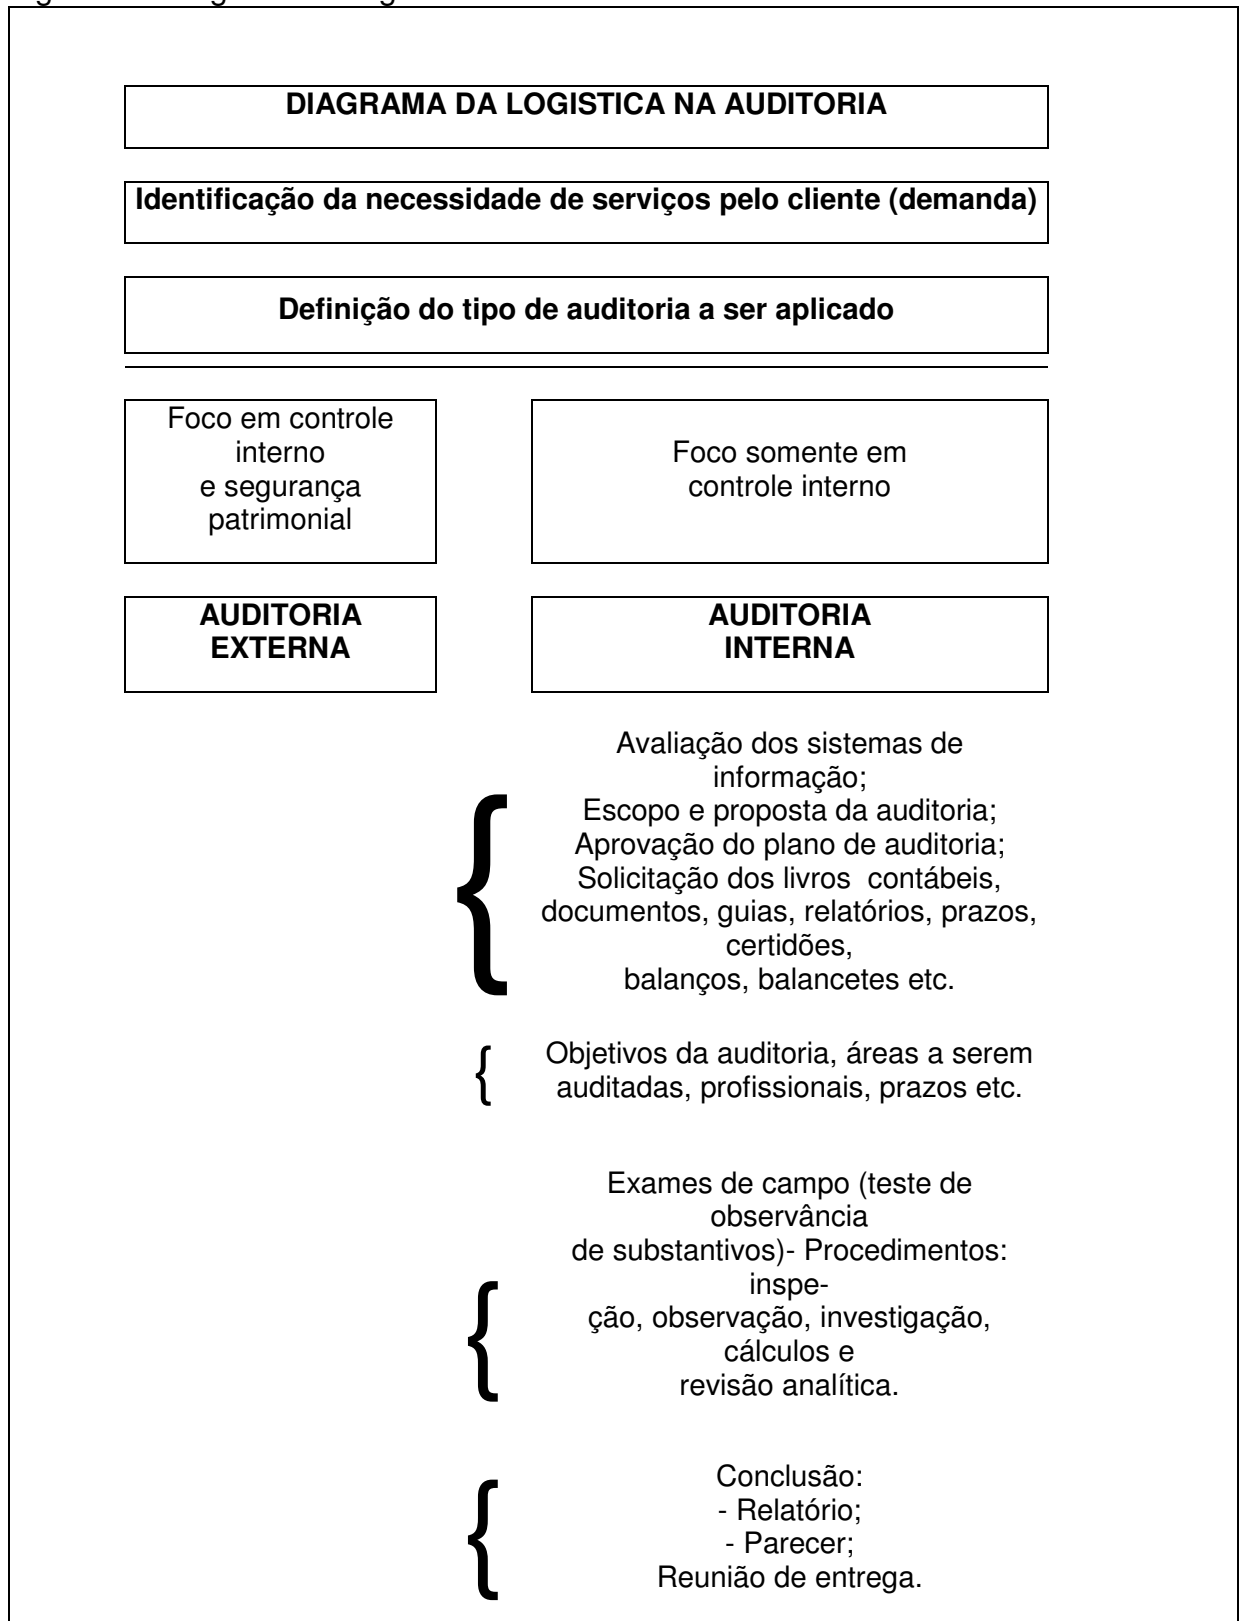 DIAGRAMA DA LOGISTICA NA AUDITORIA
Identificação da necessidade de serviços pelo cliente (demanda)
Definição do tipo de auditoria a ser aplicado
Foco em controle
interno
e segurança
patrimonial
Foco somente em
controle interno
AUDITORIA
EXTERNA
AUDITORIA
INTERNA
Avaliação dos sistemas de
informação;
Escopo e proposta da auditoria;
Aprovação do plano de auditoria;
Solicitação dos livros contábeis,
documentos, guias, relatórios, prazos,
certidões,
balanços, balancetes etc.
Objetivos da auditoria, áreas a serem
auditadas, profissionais, prazos etc.
Exames de campo (teste de
observância
de substantivos)- Procedimentos:
inspe-
ção, observação, investigação,
cálculos e
revisão analítica.
Conclusão:
- Relatório;
- Parecer;
Reunião de entrega.